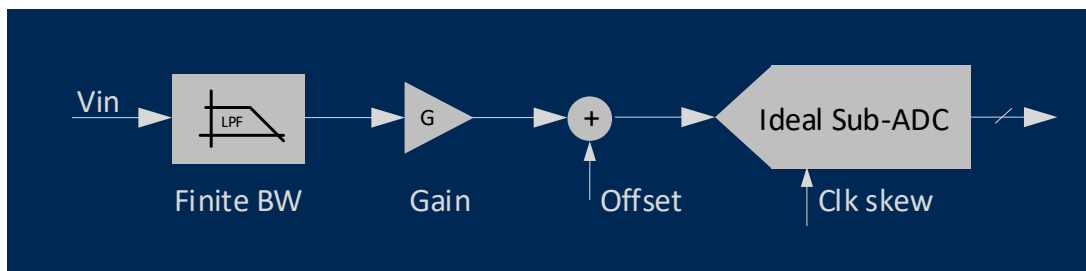 Vin
LPF
G
+
Ideal Sub-ADC
Finite BW
Gain
Offset
Clk skew